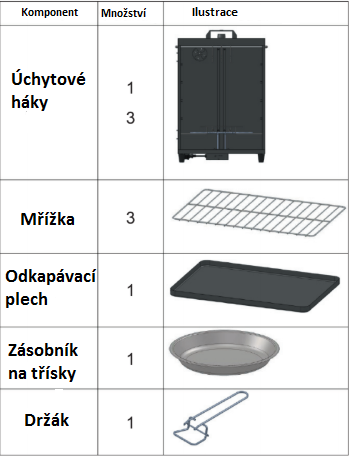 Komponent Množství Ilustrace
Úchytové
háky
1
3
Mřížka 3
Odkapávací
plech
1
Zásobník
na třísky
1
Držák 1